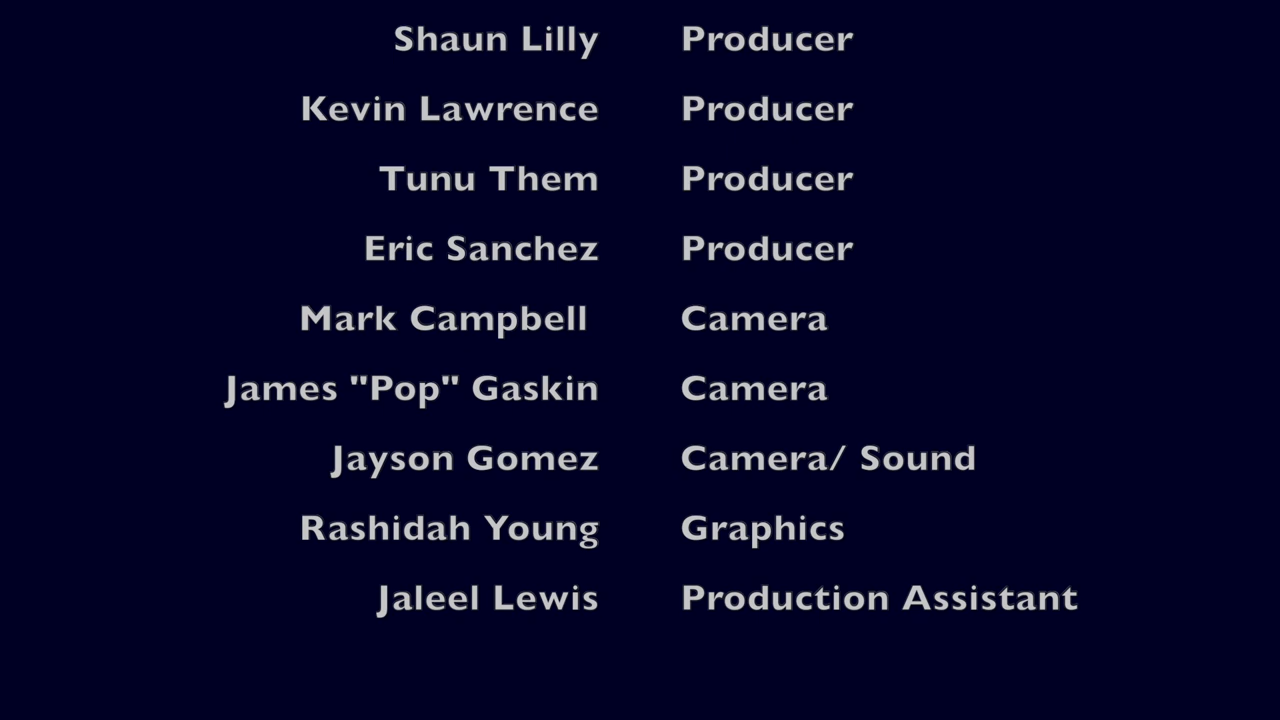 Shaun Lilly Producer
Kevin Lawrence Producer
Tunu Them Producer
Eric Sanchez Producer
Mark Campbell Camera
James "Pop" Gaskin Camera
Jayson Gomez Camera/ Sound
Rashidah Young Graphics
Jaleel Lewis Production Assistant